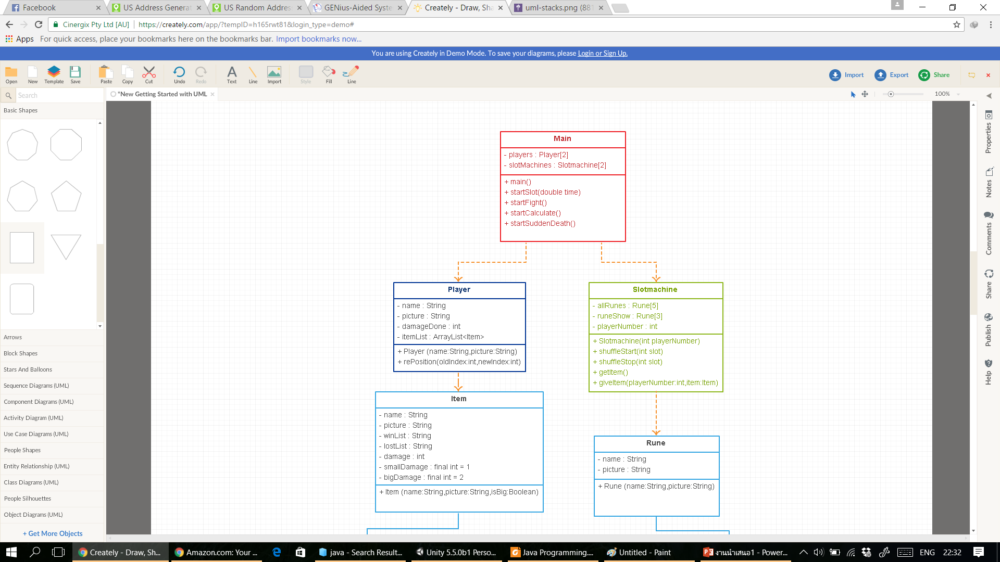 Facebook
US Address Generat
US Random Addres
GENius-Aided Syste
Creately - Draw, Sha
uml-stacks.png (881
Cinergix Pty Ltd [AU]
https://creately.com/app/?tempID=h165rwt81&login_type=demo#
Apps
For quick access, place your bookmarks here on the bookmarks bar. Import bookmarks now...
You are using Creately in Demo Mode. To save your diagrams, please Login or Sign Up.
Open
New
Template
Save
Paste
Copy
Cut
Undo
Redo
Text
Line
Import
Style
Fill
Line
Import
Export
Share
Search
*New Getting Started with UML
100%
Basic Shapes
Arrows
Block Shapes
Stars And Balloons
Sequence Diagrams (UML)
Component Diagrams (UML)
Activity Diagram (UML)
Use Case Diagrams (UML)
People Shapes
Entity Relationship (UML)
Class Diagrams (UML)
People Silhouettes
Object Diagrams (UML)
+ Get More Objects
Main
- players : Player[2]
- slotMachines : Slotmachine[2]
+ main()
+ startSlot(double time)
+ startFight()
+ startCalculate()
+ startSuddenDeath()
Player
- name : String
- picture : String
- damageDone : int
- itemList : ArrayList<Item>
+ Player (name:String,picture:String)
+ rePosition(oldIndex:int,newIndex:int)
Slotmachine
- allRunes : Rune[5]
- runeShow : Rune[3]
- playerNumber : int
+ Slotmachine(int playerNumber)
+ shuffleStart(int slot)
+ shuffleStop(int slot)
+ getItem()
+ giveItem(playerNumber:int,item:Item)
Item
- name : String
- picture : String
- winList : String
- lostList : String
- damage : int
- smallDamage : final int = 1
- bigDamage : final int = 2
+ Item (name:String,picture:String,isBig:Boolean)
Rune
- name : String
- picture : String
+ Rune (name:String,picture:String)
Properties
Notes
Comments
Share
Publish
Help
Creately - Draw, Sh...
Amazon.com: Your ...
java - Search Result...
Unity 5.5.0b1 Perso...
Java Programming....
Untitled - Paint
งานนำเสนอ1 - Power...
ENG
22:32